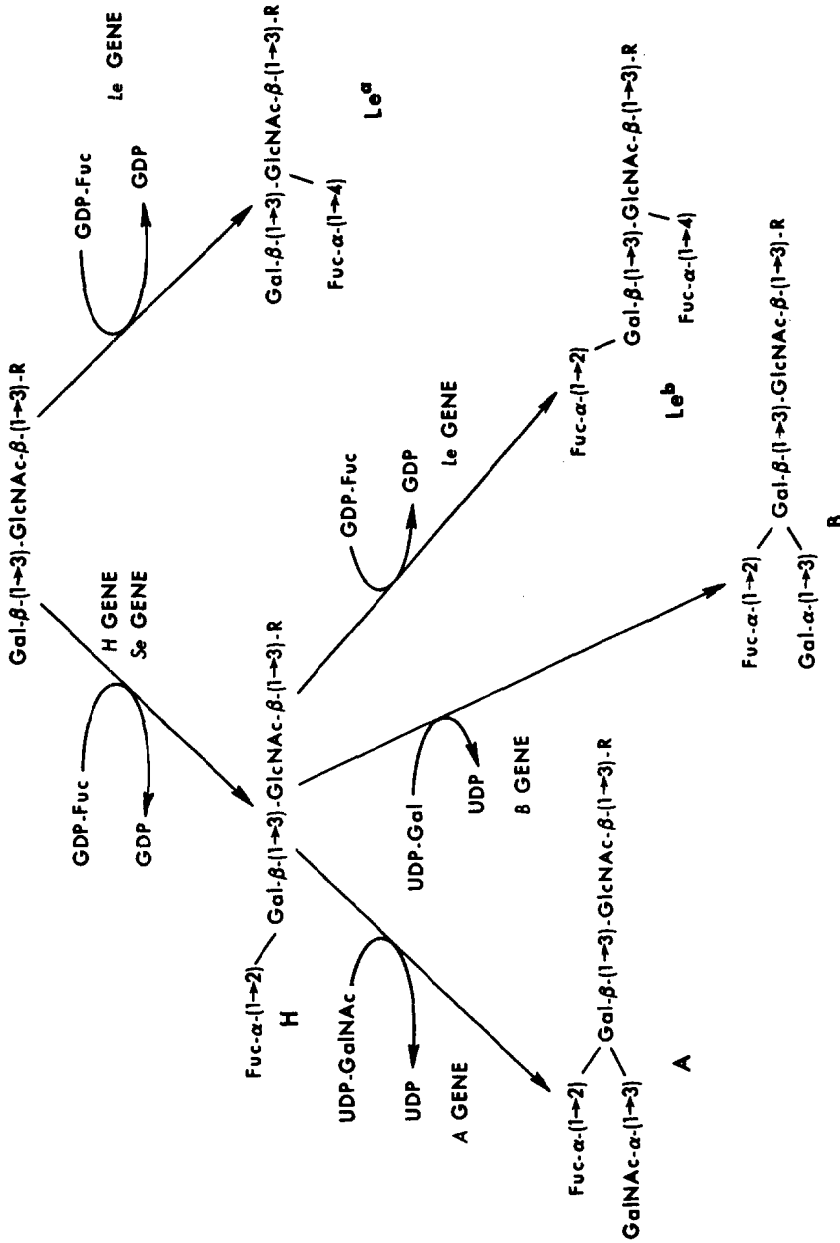 Gal-β-(1→3)-GlcNAc-β-(1→3)-R
GDP-Fuc
GDP
H GENE
Se GENE
GDP-Fuc
GDP
Le GENE
Fuc-α-(1→2)
Gal-β-(1→3)-GlcNAc-β-(1→3)-R
H
Gal-β-(1→3)-GlcNAc-β-(1→3)-R
Fuc-α-(1→4)
Leᵃ
UDP-GalNAc
UDP
A GENE
UDP-Gal
UDP
B GENE
GDP-Fuc
GDP
Le GENE
Fuc-α-(1→2)
Gal-β-(1→3)-GlcNAc-β-(1→3)-R
GalNAc-α-(1→3)
A
Fuc-α-(1→2)
Gal-β-(1→3)-GlcNAc-β-(1→3)-R
Fuc-α-(1→4)
Leᵇ
Fuc-α-(1→2)
Gal-β-(1→3)-GlcNAc-β-(1→3)-R
Gal-α-(1→3)
B